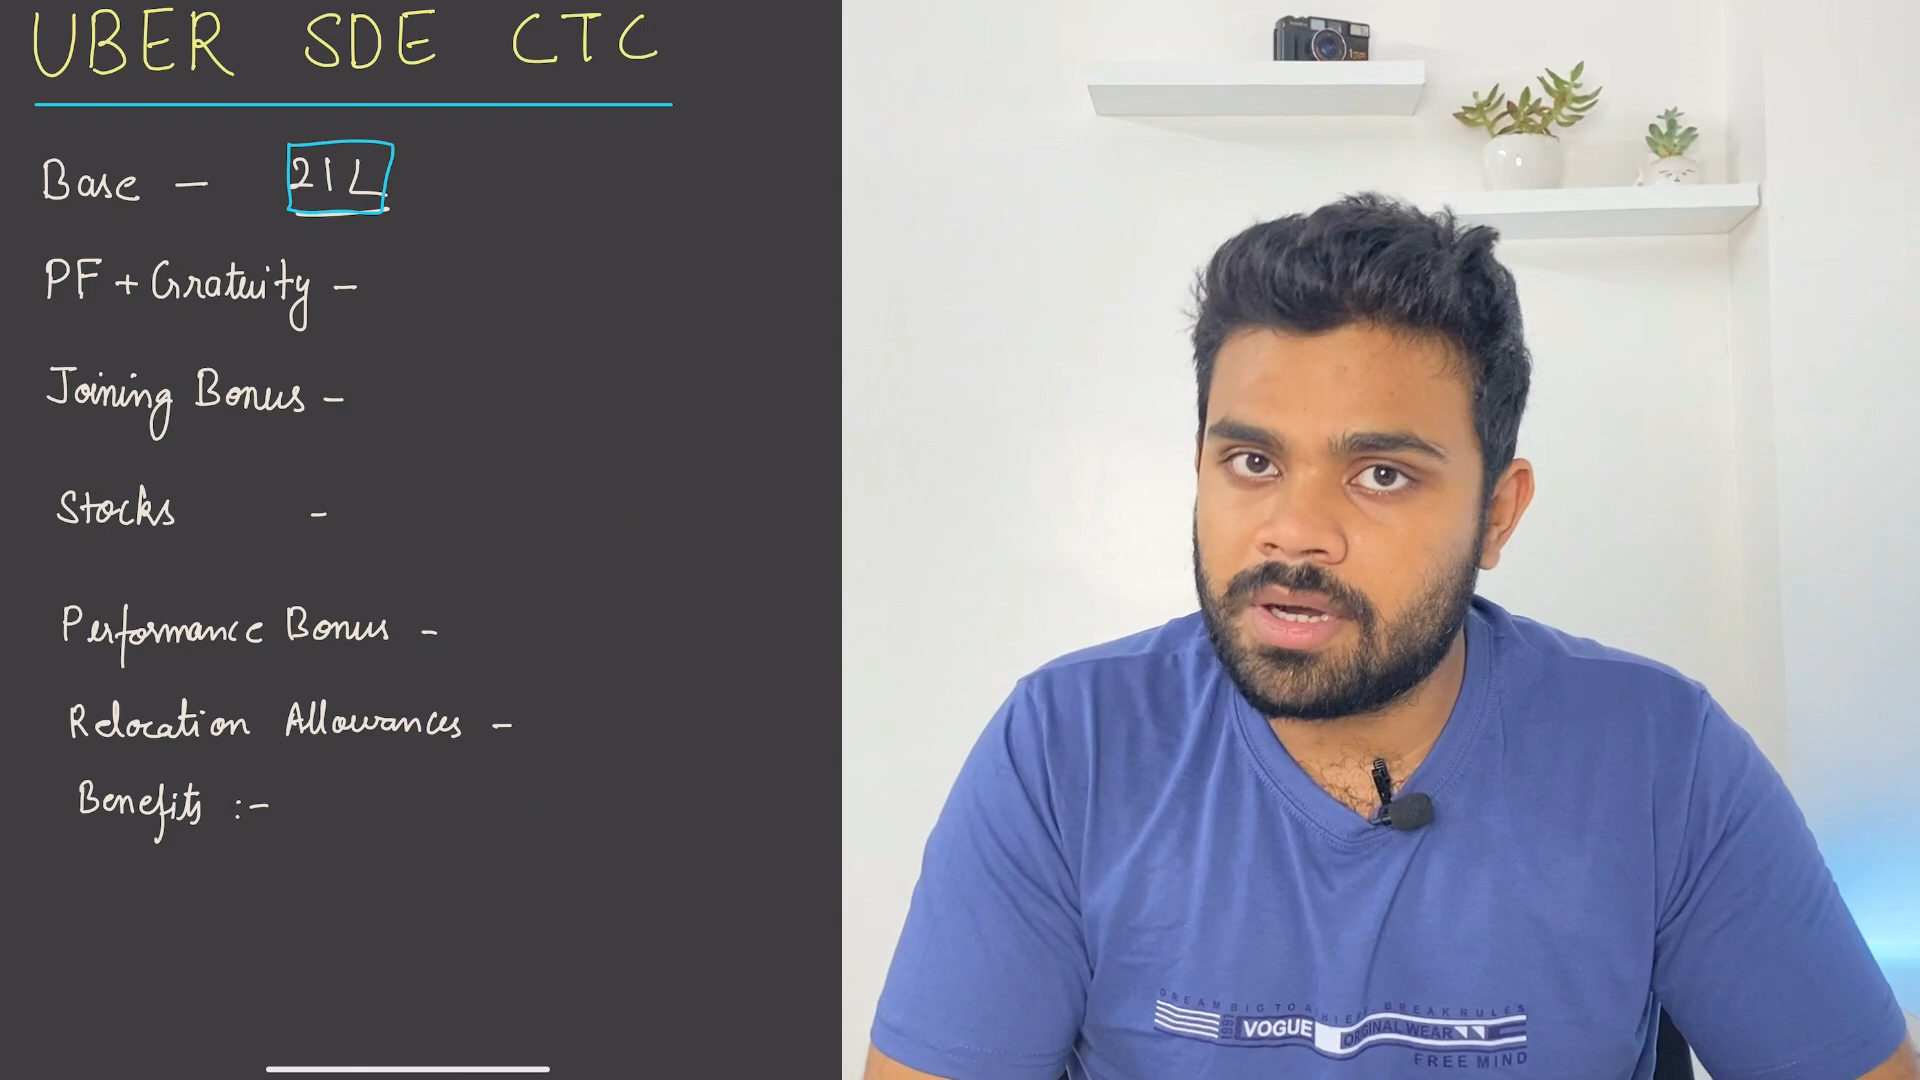 UBER SDE CTC
Base — 21L
PF + Gratuity -
Joining Bonus -
Stocks -
Performance Bonus -
Relocation Allowances -
Benefits :-
DREAM BIG TO BREAK RULES
1991 VOGUE ORIGINAL WEAR
FREE MIND